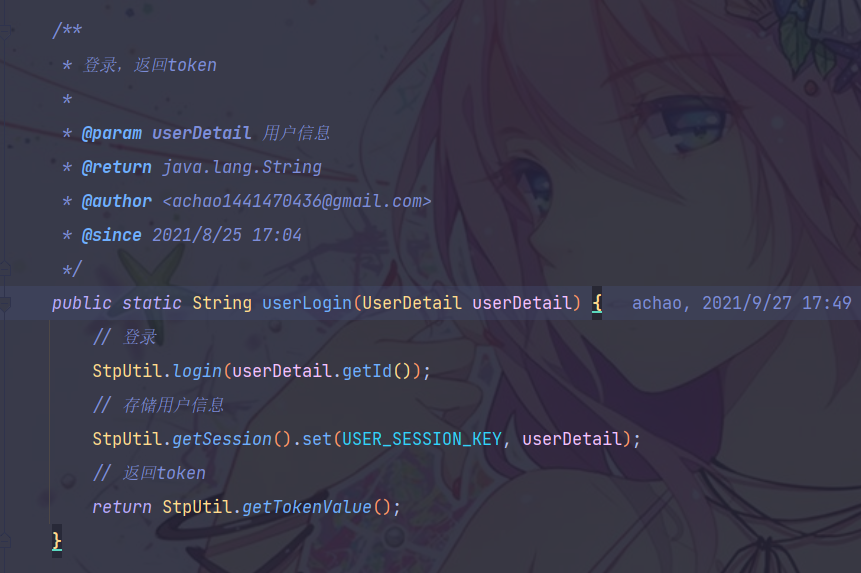 /**
* 登录，返回token
*
* @param userDetail 用户信息
* @return java.lang.String
* @author <achao1441470436@gmail.com>
* @since 2021/8/25 17:04
*/
public static String userLogin(UserDetail userDetail) { achao, 2021/9/27 17:49
// 登录
StpUtil.login(userDetail.getId());
// 存储用户信息
StpUtil.getSession().set(USER_SESSION_KEY, userDetail);
// 返回token
return StpUtil.getTokenValue();
}